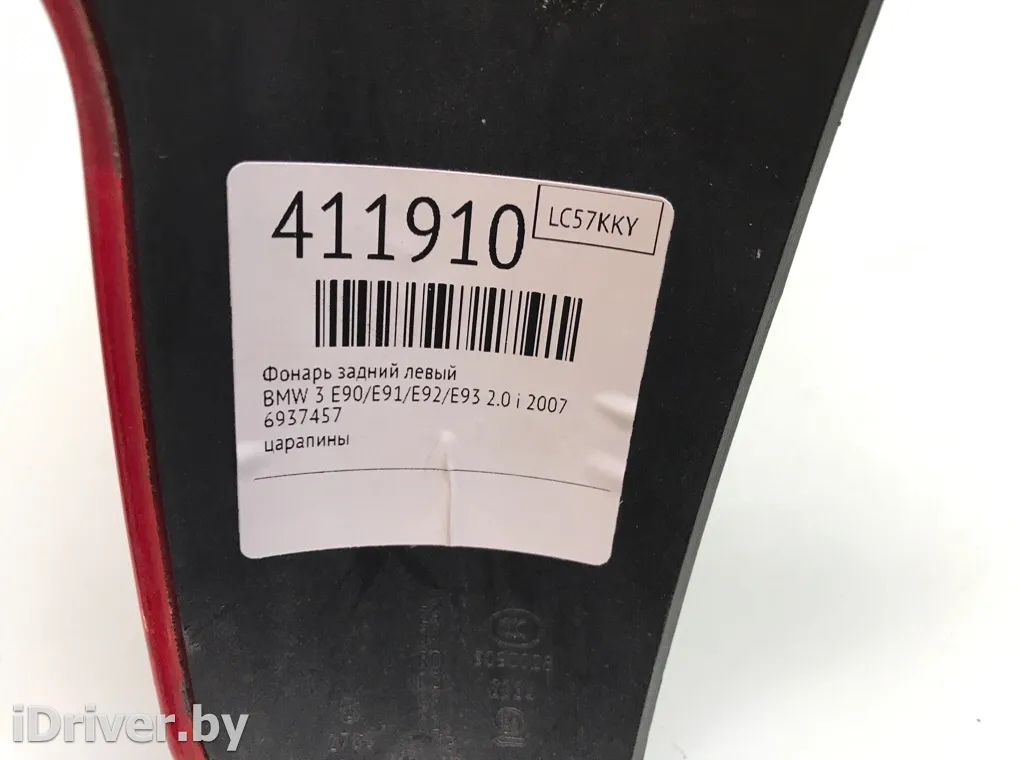 411910
LC57KKY
Фонарь задний левый
BMW 3 E90/E91/E92/E93 2.0 i 2007
6937457
царапины
iDriver.by